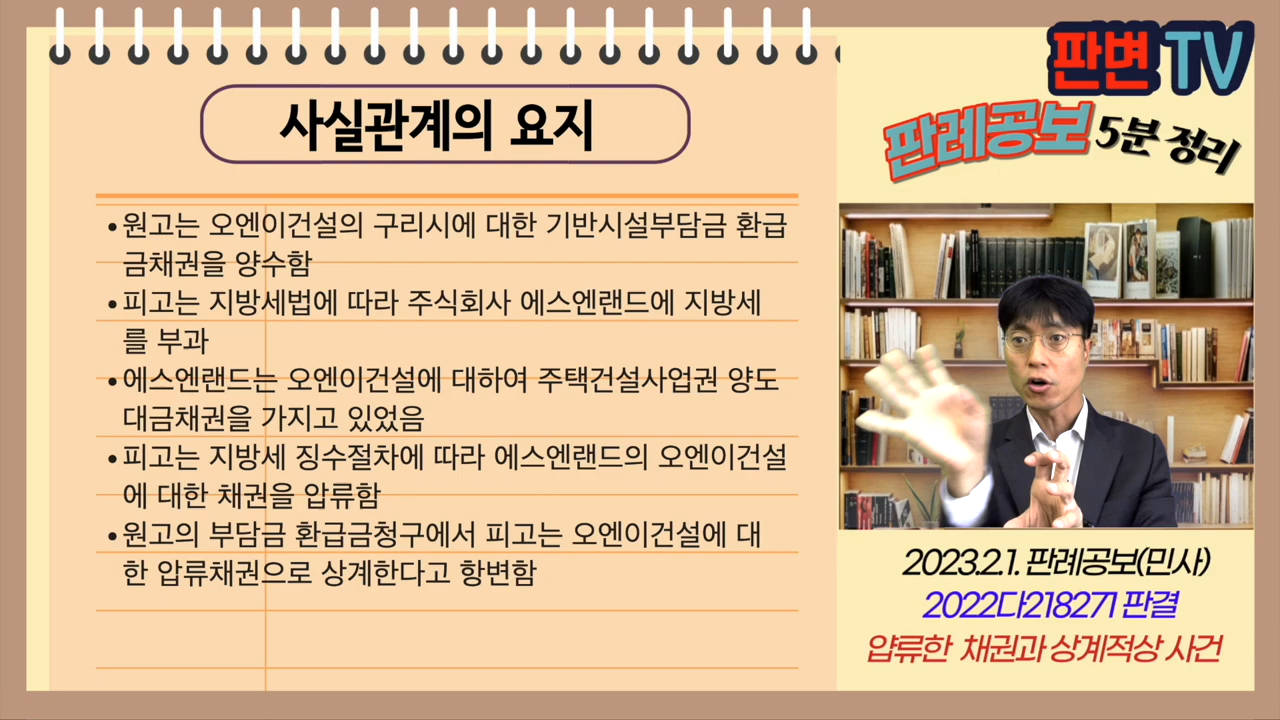 사실관계의 요지
• 원고는 오엔이건설의 구리시에 대한 기반시설부담금 환급
금채권을 양수함
• 피고는 지방세법에 따라 주식회사 에스엔랜드에 지방세
를 부과
• 에스엔랜드는 오엔이건설에 대하여 주택건설사업권 양도
대금채권을 가지고 있었음
• 피고는 지방세 징수절차에 따라 에스엔랜드의 오엔이건설
에 대한 채권을 압류함
• 원고의 부담금 환급금청구에서 피고는 오엔이건설에 대
한 압류채권으로 상계한다고 항변함
판변 TV
판례공보 5분 정리
2023.2.1. 판례공보(민사)
2022다218271 판결
얍류한 채권과 상계적상 사건